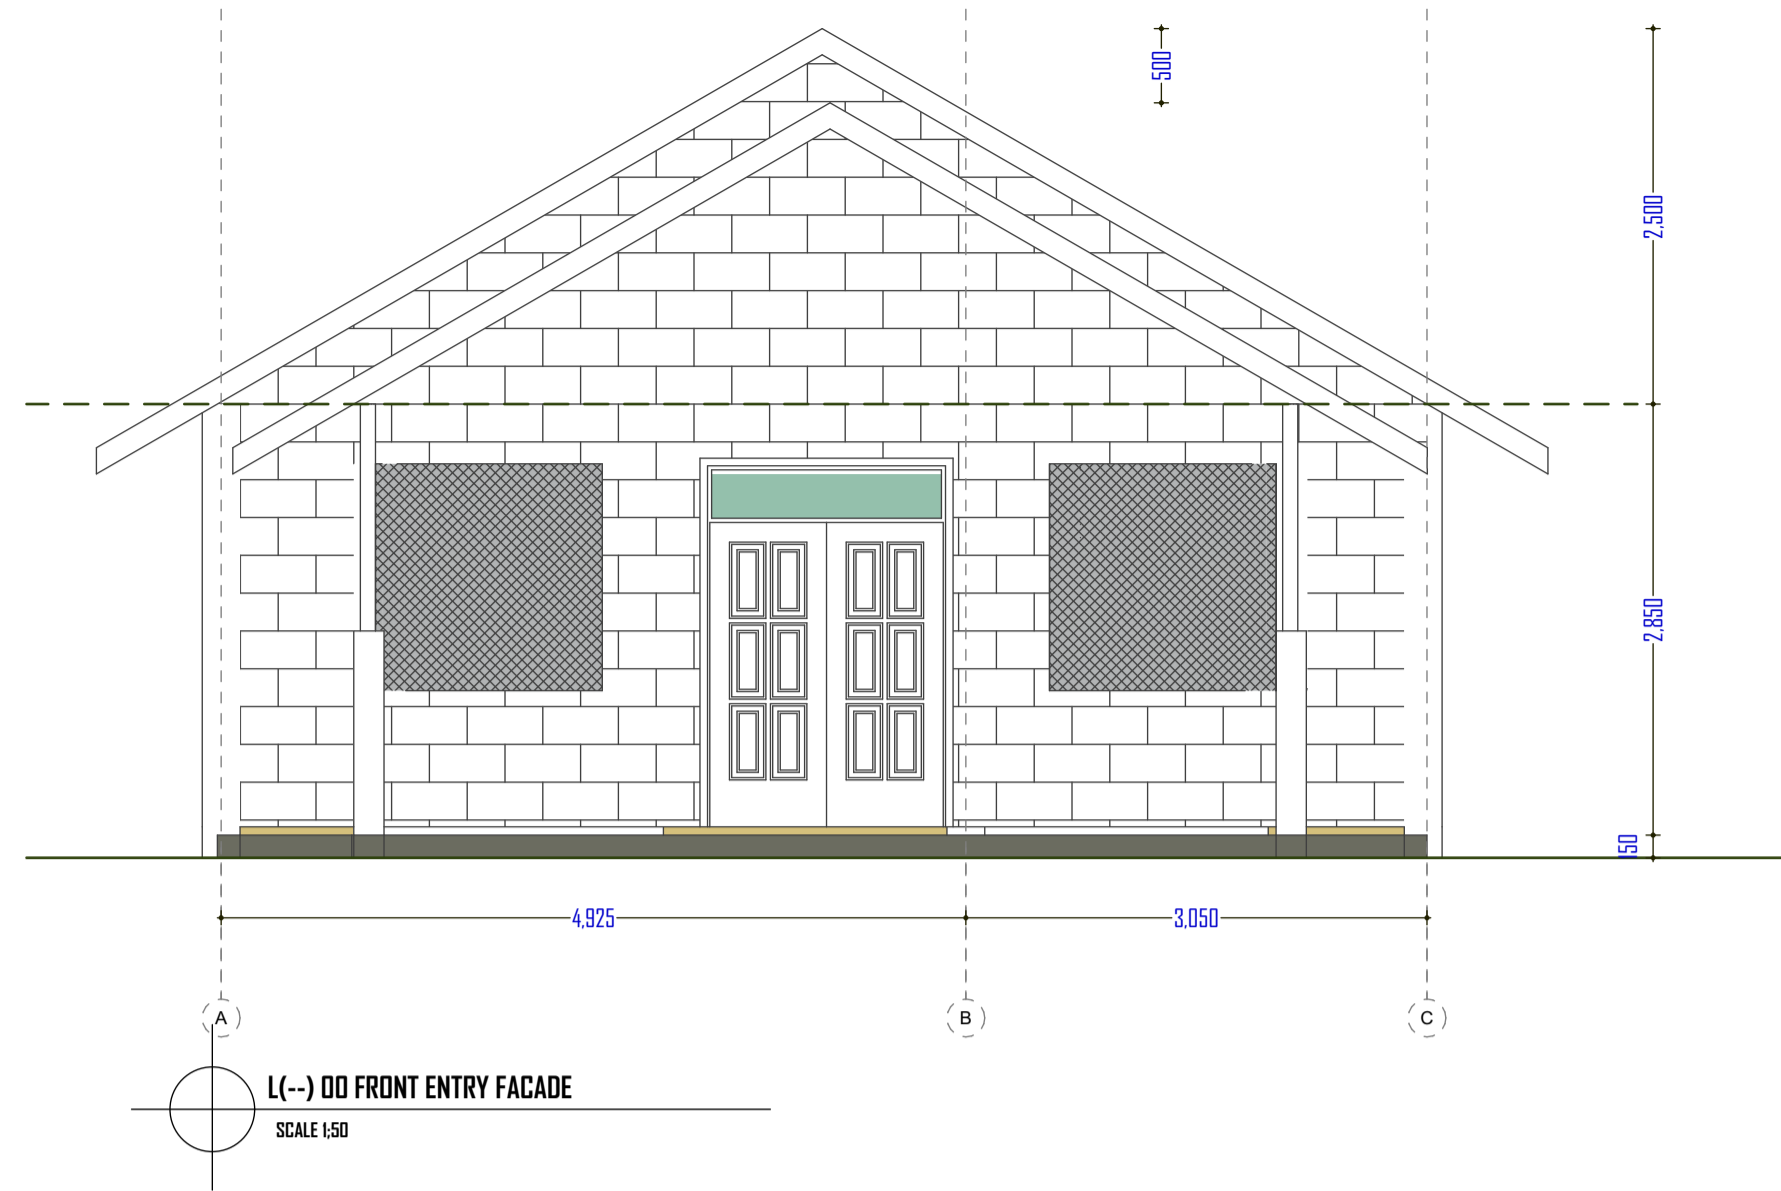 500
2,500
2,850
150
4,925
3,050
A
B
C
L(--) 00 FRONT ENTRY FACADE
SCALE 1;50